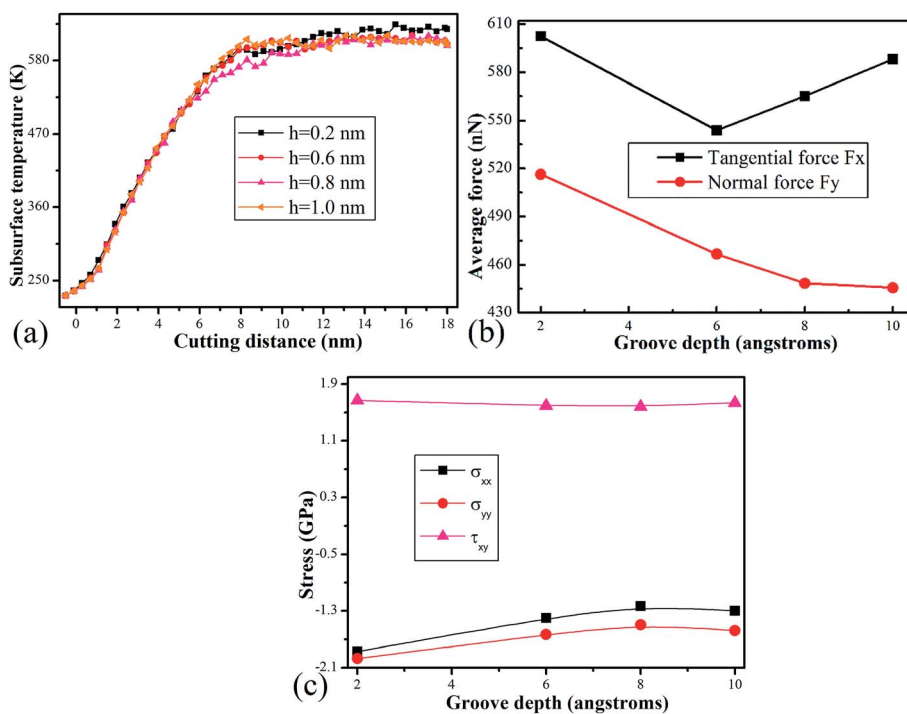 (a)
Subsurface temperature (K)
580
470
360
250
h=0.2 nm
h=0.6 nm
h=0.8 nm
h=1.0 nm
0 2 4 6 8 10 12 14 16 18
Cutting distance (nm)
(b)
Average force (nN)
610
580
550
520
490
460
430
Tangential force Fx
Normal force Fy
2 4 6 8 10
Groove depth (angstroms)
(c)
Stress (GPa)
1.9
1.1
0.3
-0.5
-1.3
-2.1
σxx
σyy
τxy
2 4 6 8 10
Groove depth (angstroms)